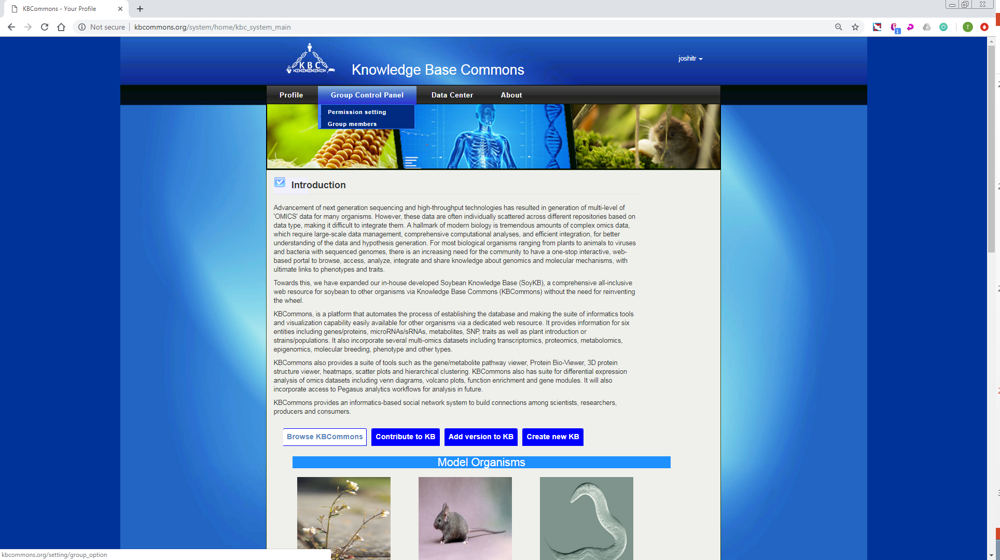 KBCommons - Your Profile
Not secure
kbcommons.org/system/home/kbc_system_main
1
T
KBC
Knowledge Base Commons
joshitr
Profile
Group Control Panel
Data Center
About
Permission setting
Group members
Introduction
Advancement of next generation sequencing and high-throughput technologies has resulted in generation of multi-level of
'OMICS' data for many organisms. However, these data are often individually scattered across different repositories based on
data type, making it difficult to integrate them. A hallmark of modern biology is tremendous amounts of complex omics data,
which require large-scale data management, comprehensive computational analyses, and efficient integration, for better
understanding of the data and hypothesis generation. For most biological organisms ranging from plants to animals to viruses
and bacteria with sequenced genomes, there is an increasing need for the community to have a one-stop interactive, web-
based portal to browse, access, analyze, integrate and share knowledge about genomics and molecular mechanisms, with
ultimate links to phenotypes and traits.
Towards this, we have expanded our in-house developed Soybean Knowledge Base (SoyKB), a comprehensive all-inclusive
web resource for soybean to other organisms via Knowledge Base Commons (KBCommons) without the need for reinventing
the wheel.
KBCommons, is a platform that automates the process of establishing the database and making the suite of informatics tools
and visualization capability easily available for other organisms via a dedicated web resource. It provides information for six
entities including genes/proteins, microRNAs/sRNAs, metabolites, SNP, traits as well as plant introduction or
strains/populations. It also incorporate several multi-omics datasets including transcriptomics, proteomics, metabolomics,
epigenomics, molecular breeding, phenotype and other types.
KBCommons also provides a suite of tools such as the gene/metabolite pathway viewer, Protein Bio-Viewer, 3D protein
structure viewer, heatmaps, scatter plots and hierarchical clustering. KBCommons also has suite for differential expression
analysis of omics datasets including venn diagrams, volcano plots, function enrichment and gene modules. It will also
incorporate access to Pegasus analytics workflows for analysis in future.
KBCommons provides an informatics-based social network system to build connections among scientists, researchers,
producers and consumers.
Browse KBCommons
Contribute to KB
Add version to KB
Create new KB
Model Organisms
kbcommons.org/setting/group_option